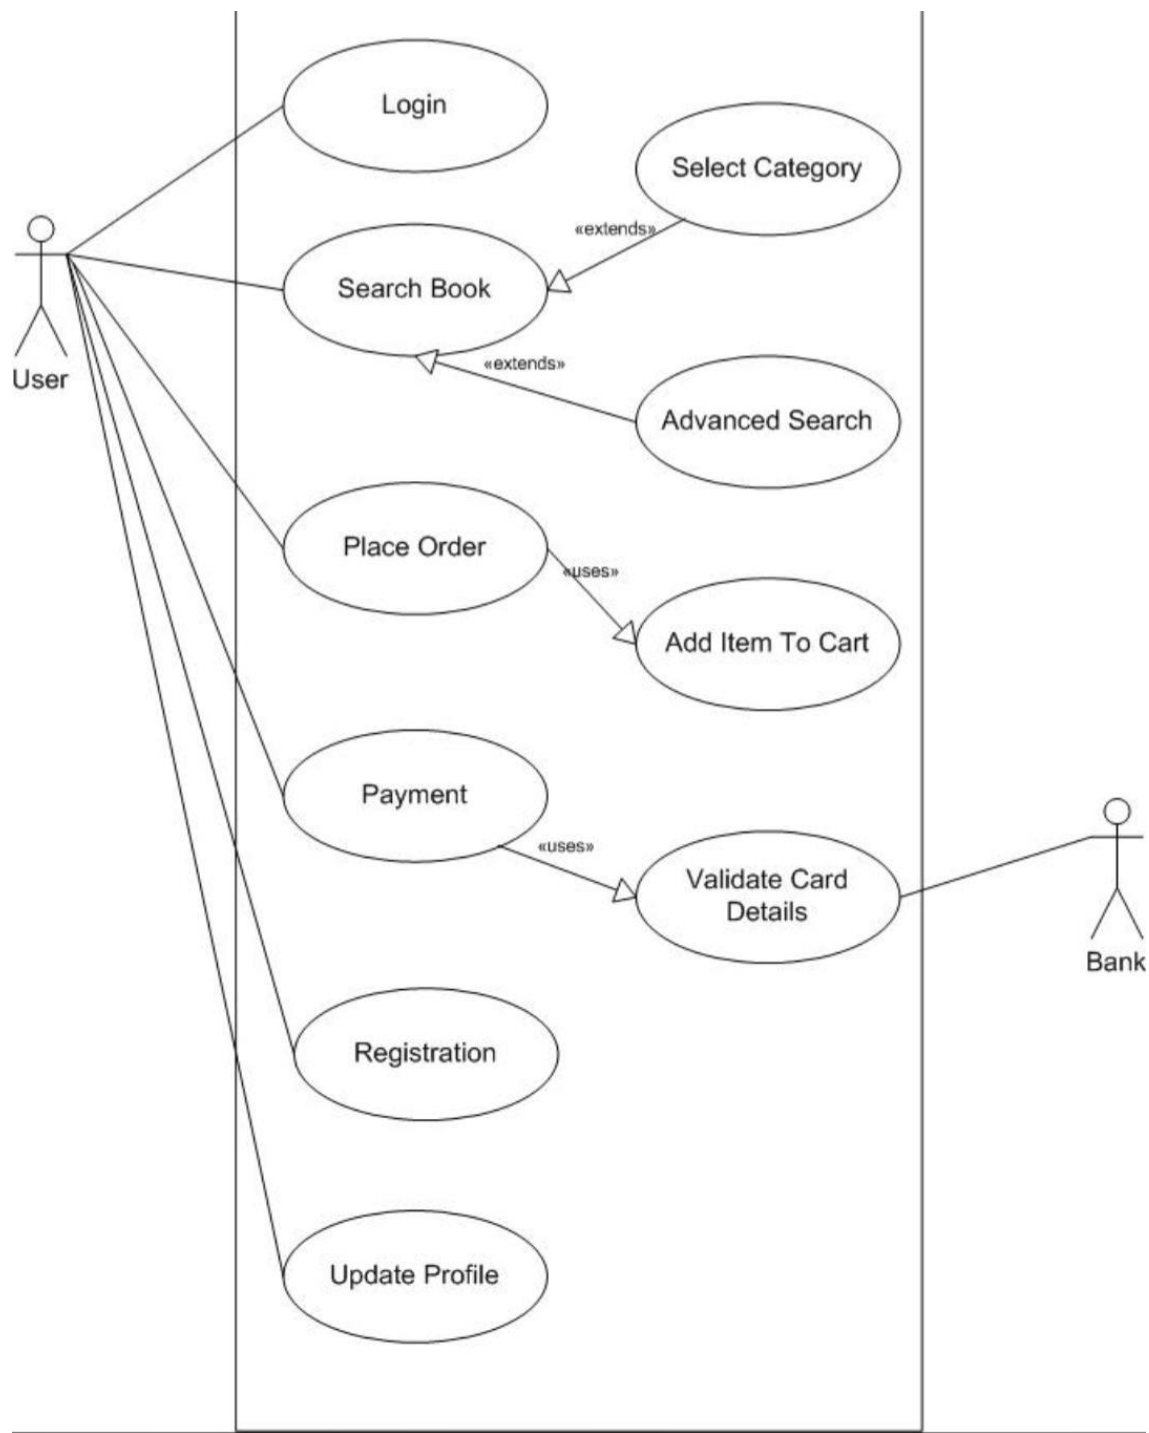 Login
Select Category
«extends»
Search Book
User
«extends»
Advanced Search
Place Order
«uses»
Add Item To Cart
Payment
«uses»
Validate Card
Details
Bank
Registration
Update Profile